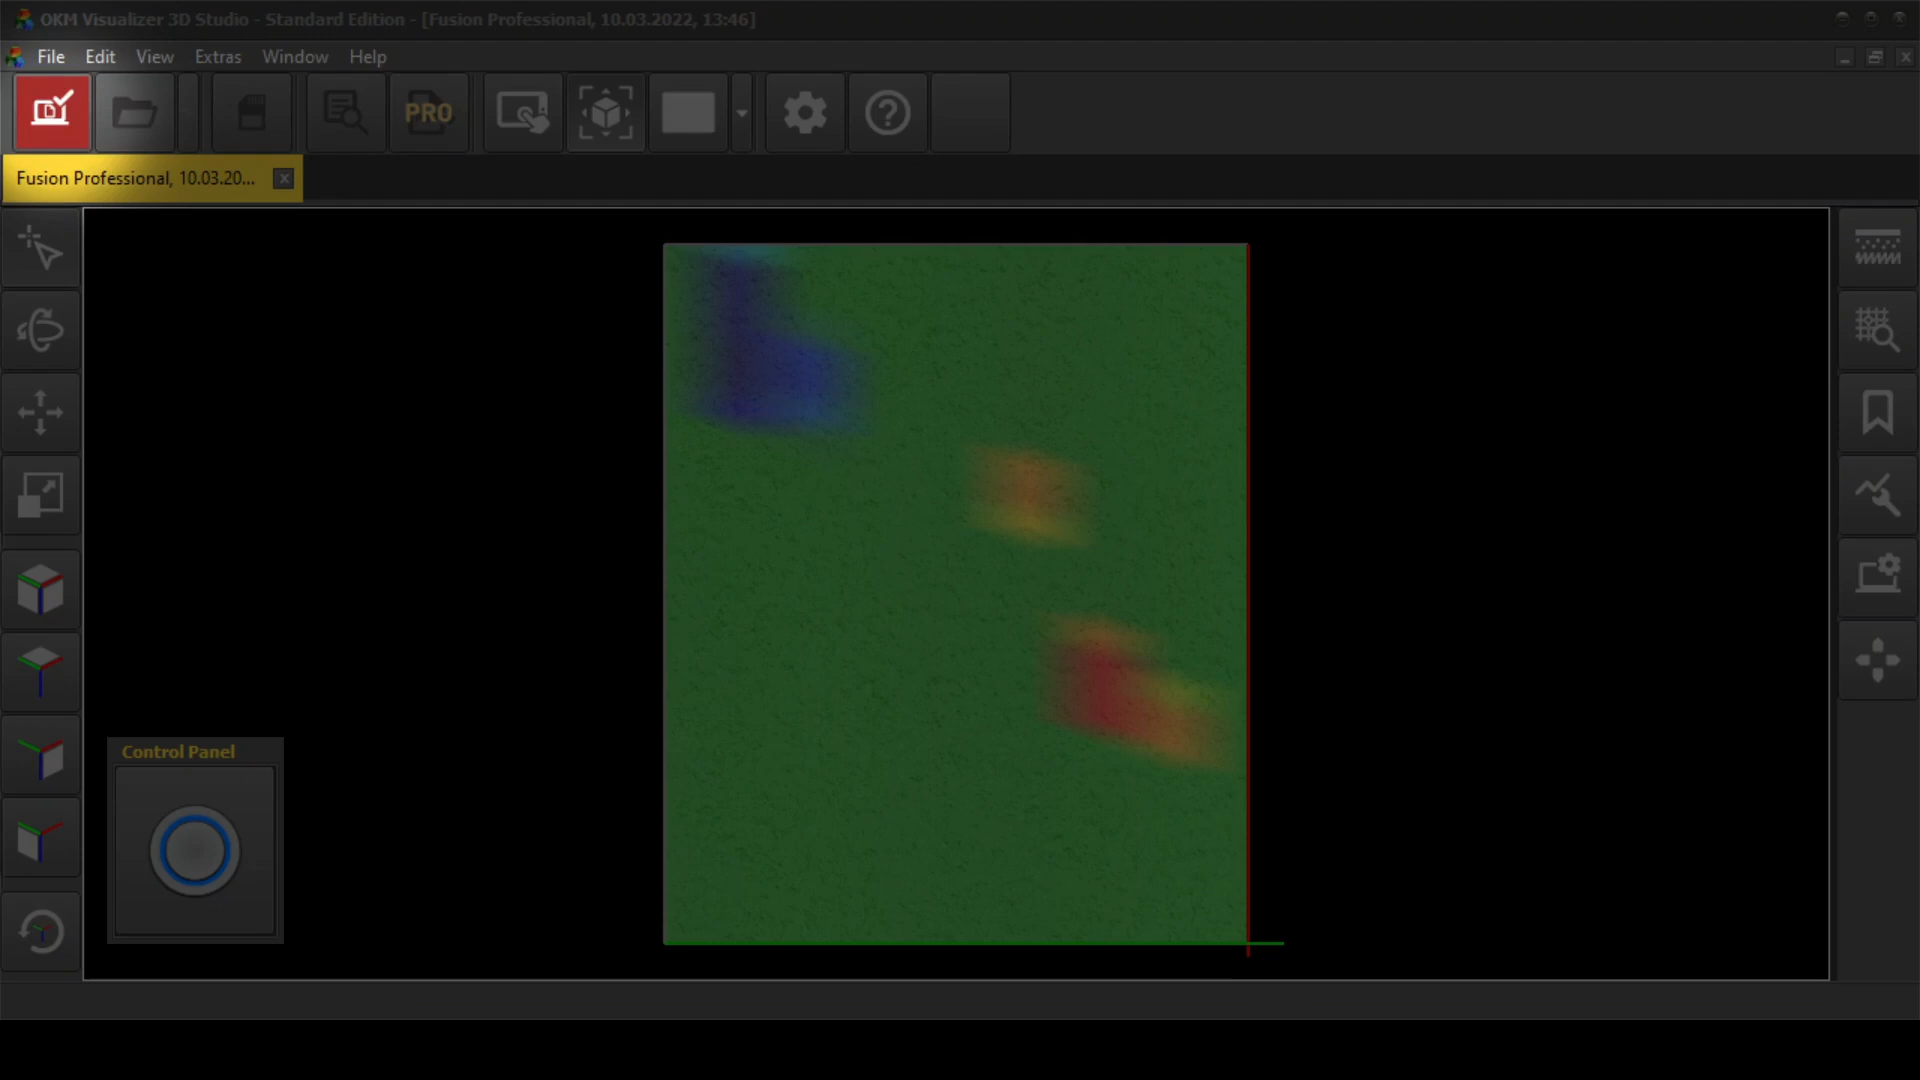 OKM Visualizer 3D Studio - Standard Edition - [Fusion Professional, 10.03.2022, 13:46]
File Edit View Extras Window Help
PRO
Fusion Professional, 10.03.20...
Control Panel